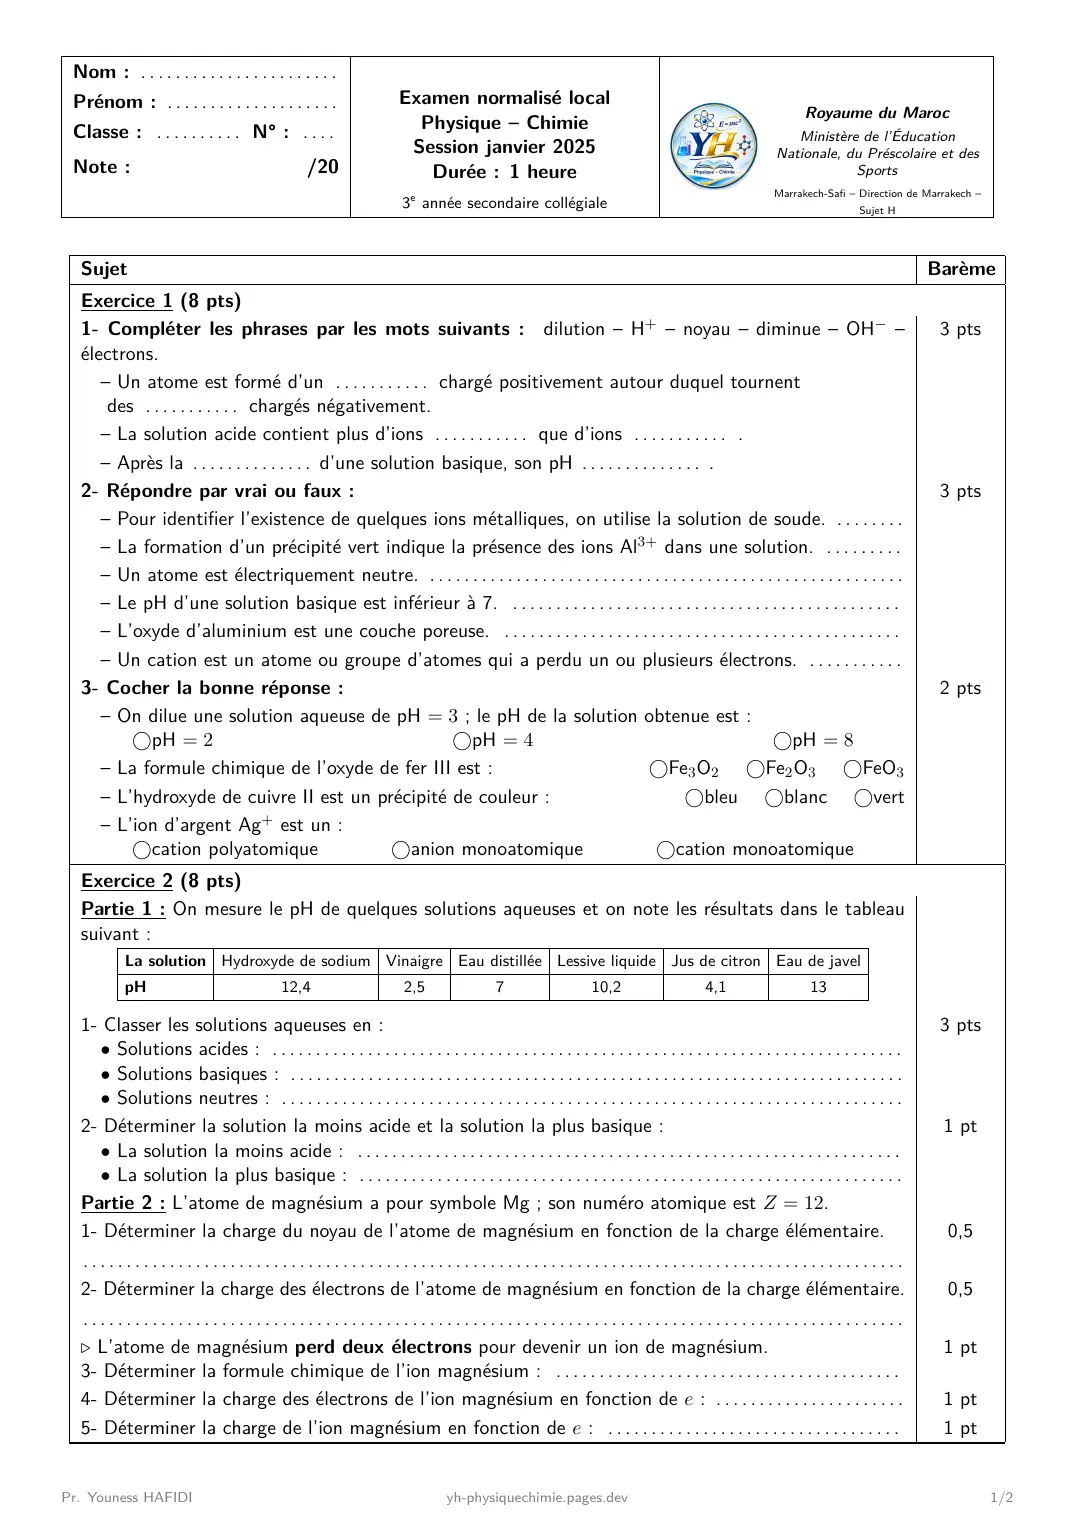 Nom : .......................
Prénom : ....................
Classe : .......... N° : ....
Note : /20
Examen normalisé local
Physique – Chimie
Session janvier 2025
Durée : 1 heure
3e année secondaire collégiale
E=mc²
YH
Physique - Chimie
Royaume du Maroc
Ministère de l'Éducation
Nationale, du Préscolaire et des
Sports
Marrakech-Safi – Direction de Marrakech –
Sujet H
Sujet Barème
Exercice 1 (8 pts)
1- Compléter les phrases par les mots suivants : dilution – H⁺ – noyau – diminue – OH⁻ – 3 pts
électrons.
– Un atome est formé d'un ........... chargé positivement autour duquel tournent
des ........... chargés négativement.
– La solution acide contient plus d'ions ........... que d'ions ........... .
– Après la .............. d'une solution basique, son pH .............. .
2- Répondre par vrai ou faux : 3 pts
– Pour identifier l'existence de quelques ions métalliques, on utilise la solution de soude. ........
– La formation d'un précipité vert indique la présence des ions Al³⁺ dans une solution. .........
– Un atome est électriquement neutre. .......................................................
– Le pH d'une solution basique est inférieur à 7. .............................................
– L'oxyde d'aluminium est une couche poreuse. ..............................................
– Un cation est un atome ou groupe d'atomes qui a perdu un ou plusieurs électrons. ...........
3- Cocher la bonne réponse : 2 pts
– On dilue une solution aqueuse de pH = 3 ; le pH de la solution obtenue est :
◯pH = 2 ◯pH = 4 ◯pH = 8
– La formule chimique de l'oxyde de fer III est : ◯Fe₃O₂ ◯Fe₂O₃ ◯FeO₃
– L'hydroxyde de cuivre II est un précipité de couleur : ◯bleu ◯blanc ◯vert
– L'ion d'argent Ag⁺ est un :
◯cation polyatomique ◯anion monoatomique ◯cation monoatomique
Exercice 2 (8 pts)
Partie 1 : On mesure le pH de quelques solutions aqueuses et on note les résultats dans le tableau
suivant :
La solution Hydroxyde de sodium Vinaigre Eau distillée Lessive liquide Jus de citron Eau de javel
pH 12,4 2,5 7 10,2 4,1 13
1- Classer les solutions aqueuses en : 3 pts
• Solutions acides : .........................................................................
• Solutions basiques : .......................................................................
• Solutions neutres : ........................................................................
2- Déterminer la solution la moins acide et la solution la plus basique : 1 pt
• La solution la moins acide : ...............................................................
• La solution la plus basique : ...............................................................
Partie 2 : L'atome de magnésium a pour symbole Mg ; son numéro atomique est Z = 12.
1- Déterminer la charge du noyau de l'atome de magnésium en fonction de la charge élémentaire. 0,5
...............................................................................................
2- Déterminer la charge des électrons de l'atome de magnésium en fonction de la charge élémentaire. 0,5
...............................................................................................
▷ L'atome de magnésium perd deux électrons pour devenir un ion de magnésium. 1 pt
3- Déterminer la formule chimique de l'ion magnésium : ........................................
4- Déterminer la charge des électrons de l'ion magnésium en fonction de e : ...................... 1 pt
5- Déterminer la charge de l'ion magnésium en fonction de e : .................................. 1 pt
Pr. Youness HAFIDI yh-physiquechimie.pages.dev 1/2